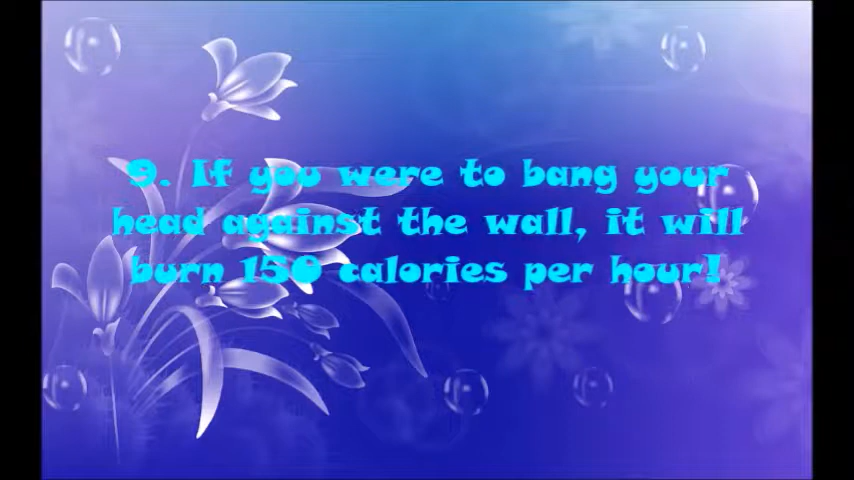 9. If you were to bang your
head against the wall, it will
burn 150 calories per hour!